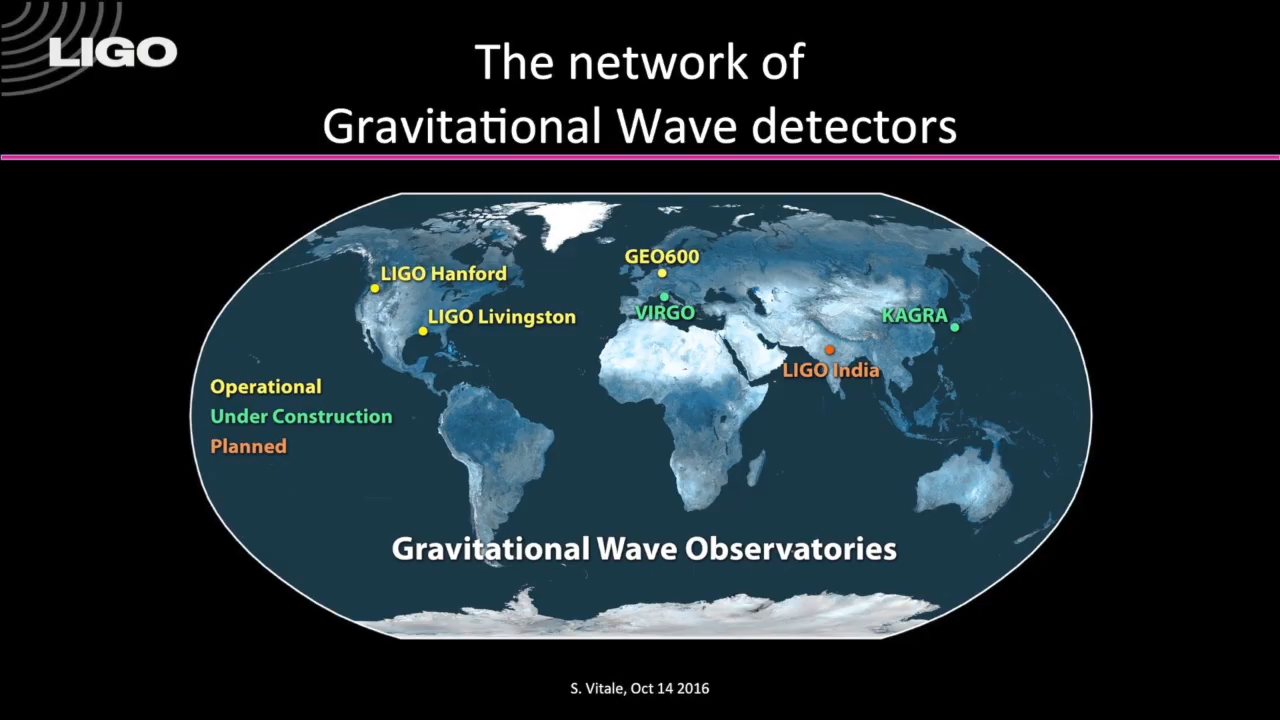 LIGO
The network of
Gravitational Wave detectors
LIGO Hanford
LIGO Livingston
GEO600
VIRGO
KAGRA
LIGO India
Operational
Under Construction
Planned
Gravitational Wave Observatories
S. Vitale, Oct 14 2016